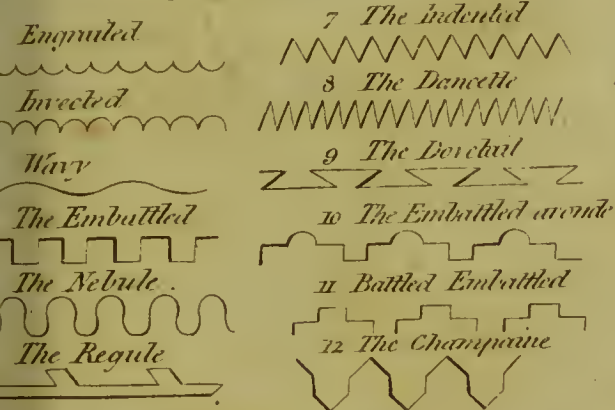 Engrailed
Invected
Wavy
The Embattled
The Nebule.
The Regule
7 The Indented
8 The Dancette
9 The Dovetail
10 The Embattled aronde
11 Battled Embattled
12 The Champaine